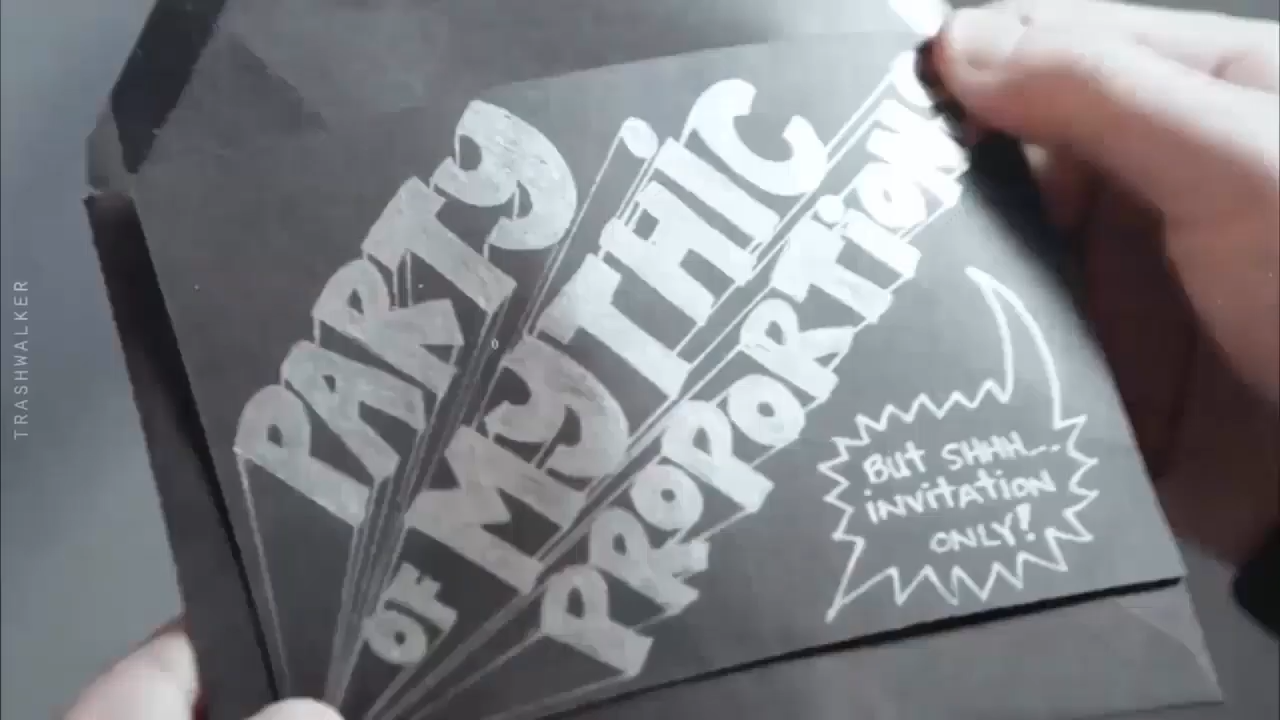 TRASHWALKER
PARTY
OF MYTHIC
PROPORTIONS
BUT SHHH...
INVITATION
ONLY!